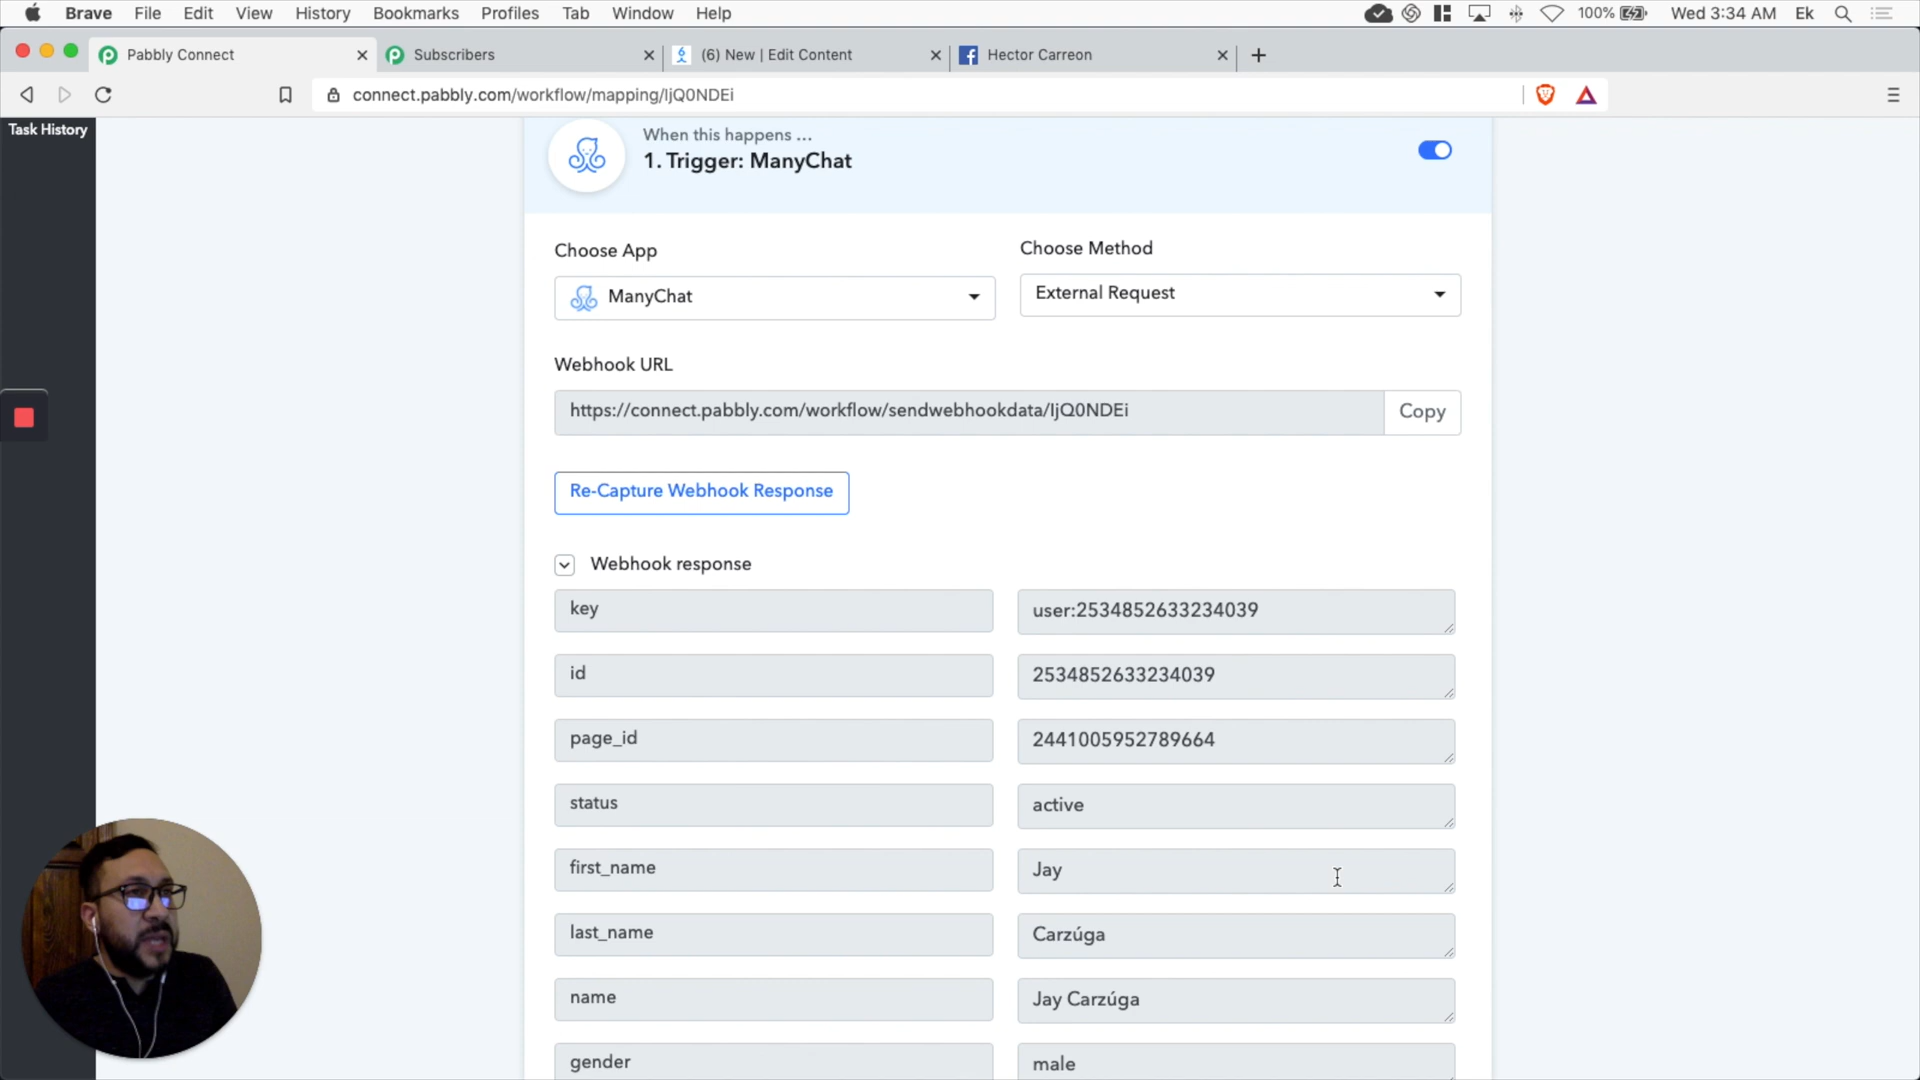 Brave File Edit View History Bookmarks Profiles Tab Window Help 100% Wed 3:34 AM Ek
Pabbly Connect Subscribers (6) New | Edit Content Hector Carreon
connect.pabbly.com/workflow/mapping/IjQ0NDEi
Task History
When this happens ...
1. Trigger: ManyChat
Choose App Choose Method
ManyChat External Request
Webhook URL
https://connect.pabbly.com/workflow/sendwebhookdata/IjQ0NDEi Copy
Re-Capture Webhook Response
Webhook response
key user:2534852633234039
id 2534852633234039
page_id 2441005952789664
status active
first_name Jay
last_name Carzúga
name Jay Carzúga
gender male